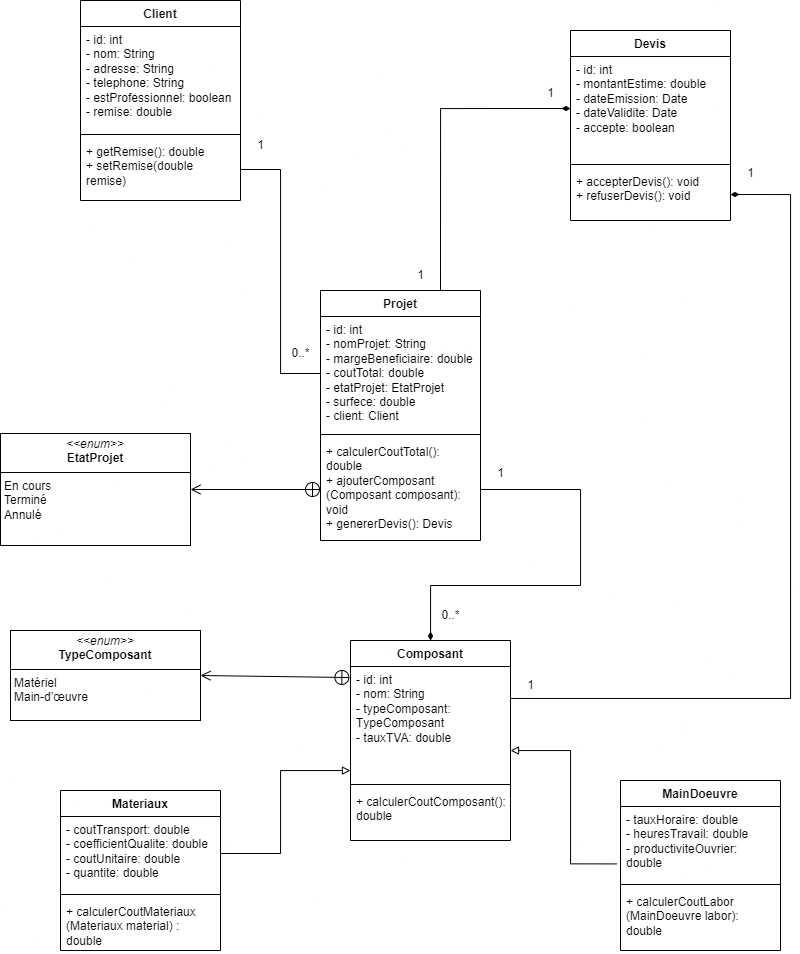 Client
- id: int
- nom: String
- adresse: String
- telephone: String
- estProfessionnel: boolean
- remise: double
+ getRemise(): double
+ setRemise(double
remise)
1
0..*
Devis
- id: int
- montantEstime: double
- dateEmission: Date
- dateValidite: Date
- accepte: boolean
+ accepterDevis(): void
+ refuserDevis(): void
1
1
1
Projet
- id: int
- nomProjet: String
- margeBeneficiaire: double
- coutTotal: double
- etatProjet: EtatProjet
- surfece: double
- client: Client
+ calculerCoutTotal():
double
+ ajouterComposant
(Composant composant):
void
+ genererDevis(): Devis
1
0..*
<<enum>>
EtatProjet
En cours
Terminé
Annulé
<<enum>>
TypeComposant
Matériel
Main-d'œuvre
Composant
- id: int
- nom: String
- typeComposant:
TypeComposant
- tauxTVA: double
+ calculerCoutComposant():
double
1
Materiaux
- coutTransport: double
- coefficientQualite: double
- coutUnitaire: double
- quantite: double
+ calculerCoutMateriaux
(Materiaux material) :
double
MainDoeuvre
- tauxHoraire: double
- heuresTravail: double
- productiviteOuvrier:
double
+ calculerCoutLabor
(MainDoeuvre labor):
double